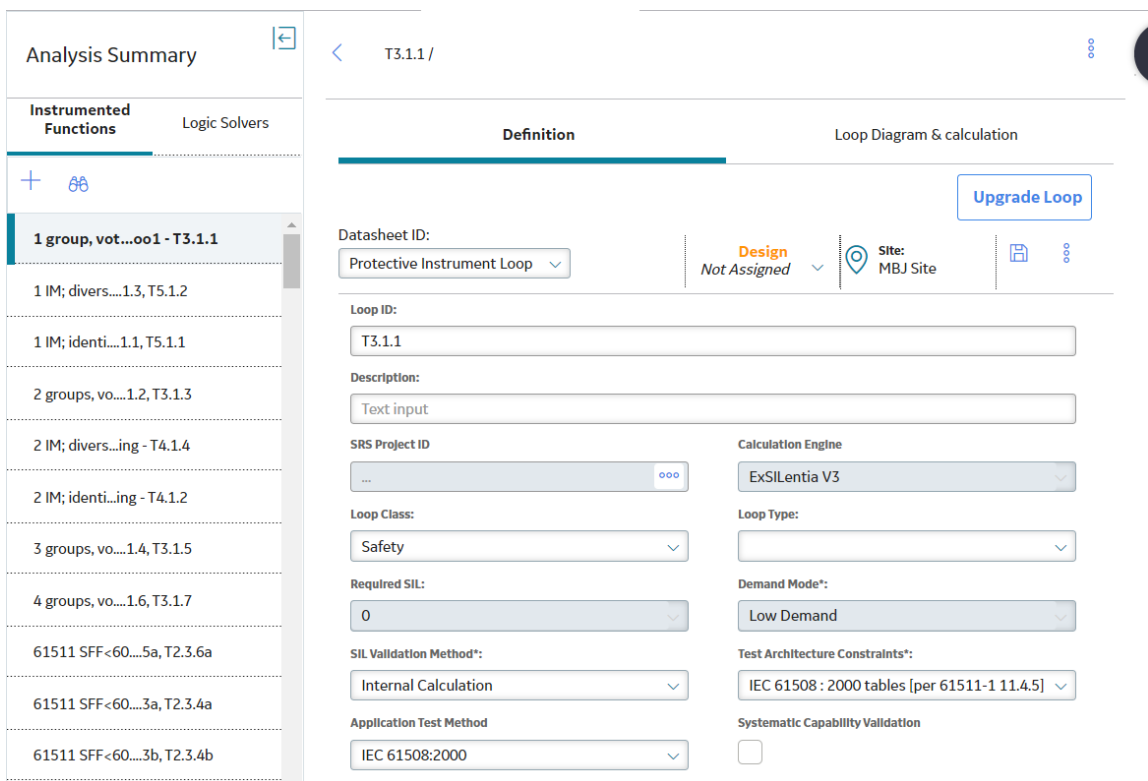 Analysis Summary
Instrumented
Functions
Logic Solvers
1 group, vot...oo1 - T3.1.1
1 IM; divers....1.3, T5.1.2
1 IM; identi....1.1, T5.1.1
2 groups, vo....1.2, T3.1.3
2 IM; divers...ing - T4.1.4
2 IM; identi...ing - T4.1.2
3 groups, vo....1.4, T3.1.5
4 groups, vo....1.6, T3.1.7
61511 SFF<60....5a, T2.3.6a
61511 SFF<60....3a, T2.3.4a
61511 SFF<60....3b, T2.3.4b
T3.1.1 /
Definition
Loop Diagram & calculation
Upgrade Loop
Datasheet ID:
Protective Instrument Loop
Design
Not Assigned
Site:
MBJ Site
Loop ID:
T3.1.1
Description:
Text input
SRS Project ID
...
Calculation Engine
ExSILentia V3
Loop Class:
Safety
Loop Type:
Required SIL:
0
Demand Mode*:
Low Demand
SIL Validation Method*:
Internal Calculation
Test Architecture Constraints*:
IEC 61508 : 2000 tables [per 61511-1 11.4.5]
Application Test Method
IEC 61508:2000
Systematic Capability Validation